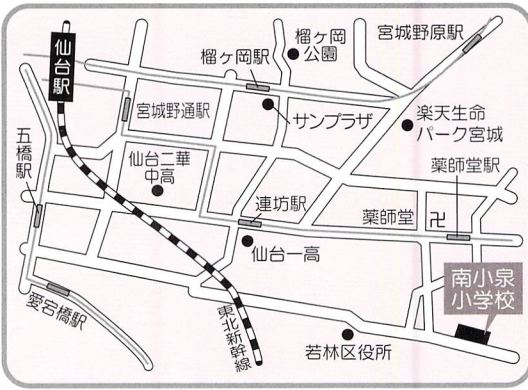 仙台駅
榴ヶ岡駅
榴ヶ岡
公園
宮城野原駅
宮城野通駅
サンプラザ
楽天生命
パーク宮城
五橋駅
仙台二華
中高
連坊駅
薬師堂
卍
薬師堂駅
仙台一高
愛宕橋駅
東北新幹線
若林区役所
南小泉
小学校